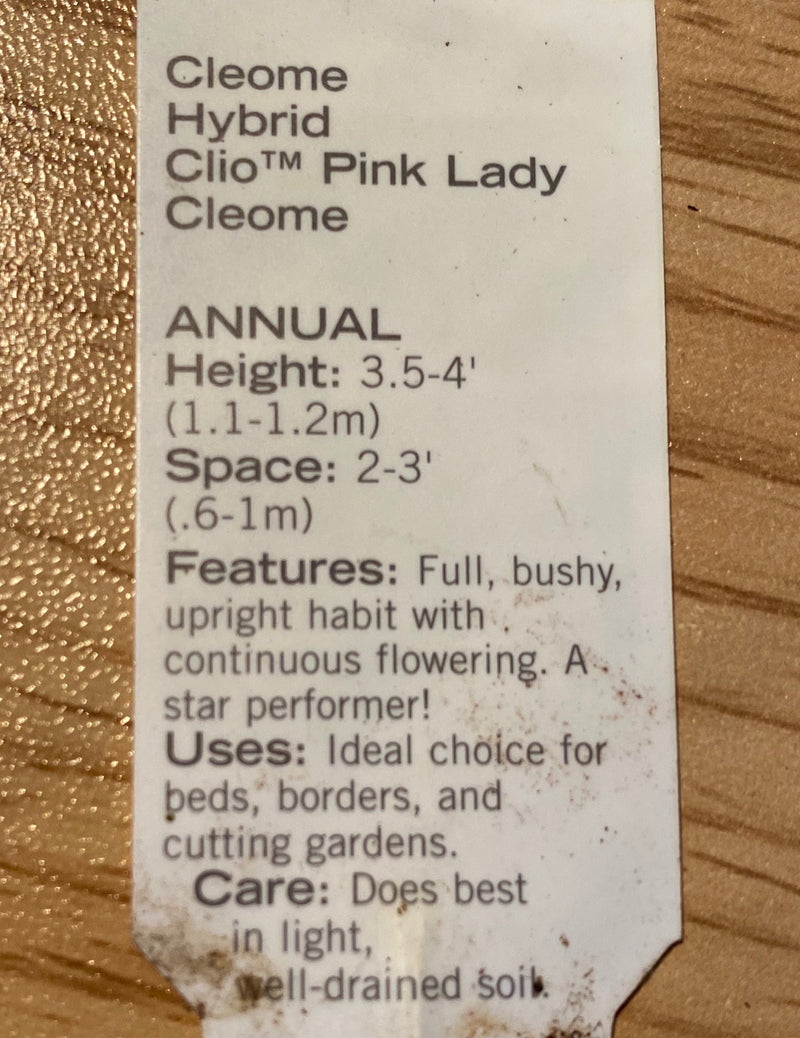 Cleome
Hybrid
Clio™ Pink Lady
Cleome
ANNUAL
Height: 3.5-4'
(1.1-1.2m)
Space: 2-3'
(.6-1m)
Features: Full, bushy,
upright habit with
continuous flowering. A
star performer!
Uses: Ideal choice for
beds, borders, and
cutting gardens.
Care: Does best
in light,
well-drained soil.